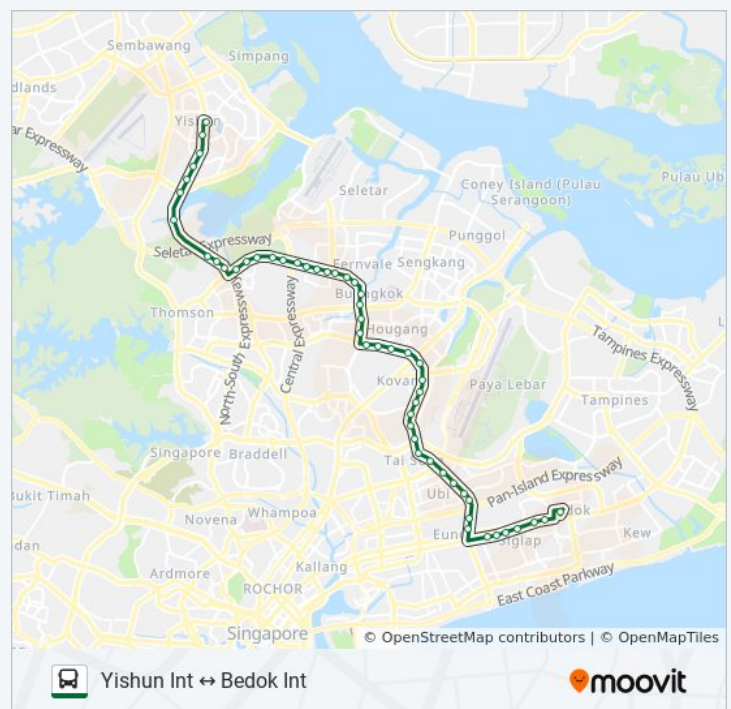 Sembawang
Simpang
dlands
Yishun
ar Expressway
Seletar
Coney Island (Pulau
Serangoon)
Pulau Ub
Punggol
Seletar Expressway
Fernvale
Sengkang
Buangkok
Thomson
North-South Expressway
Central Expressway
Hougang
Tampines Expressway
Kovan
Paya Lebar
Tampines
Singapore
Braddell
Tai Se
Pan-Island Expressway
Bukit Timah
Ubi
Whampoa
Novena
dok
Eun
Siglap
Kew
dan
Kallang
Ardmore
ROCHOR
East Coast Parkway
Singapore
© OpenStreetMap contributors | © OpenMapTiles
Yishun Int ↔ Bedok Int
moovit